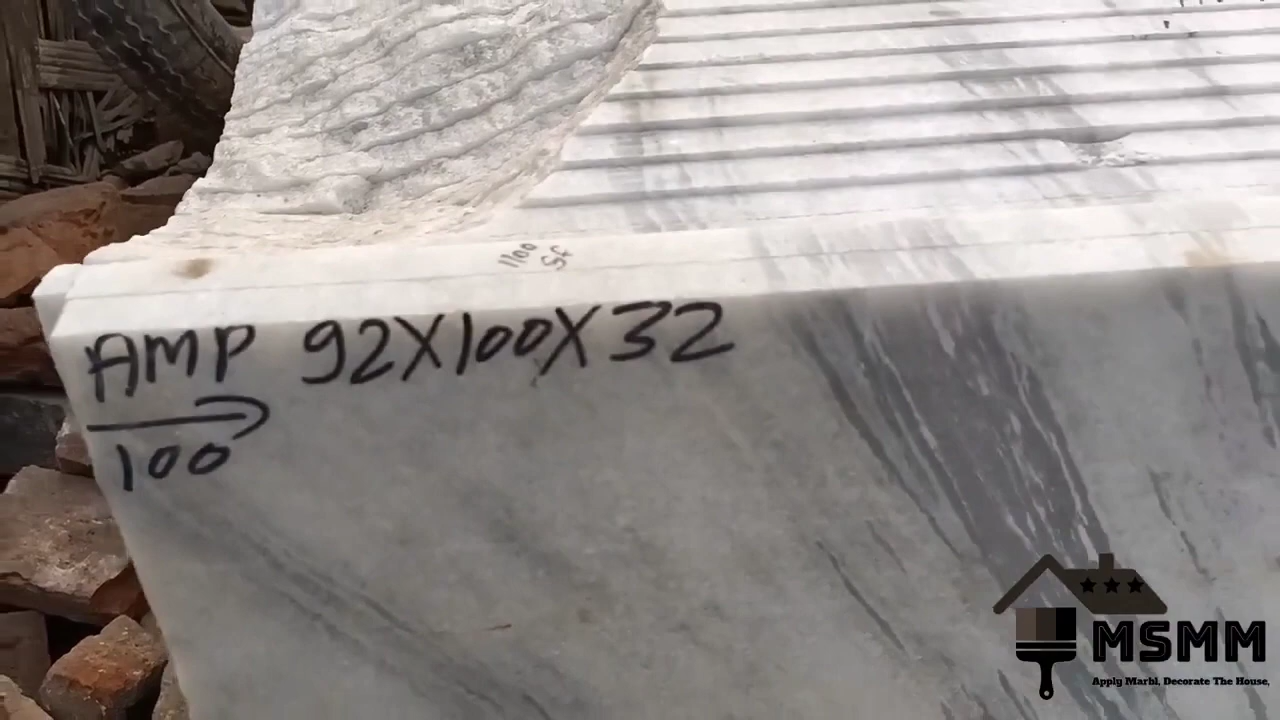 1100
Sf
AMP 92X100X32
100
MSMM
Apply Marbl, Decorate The House,